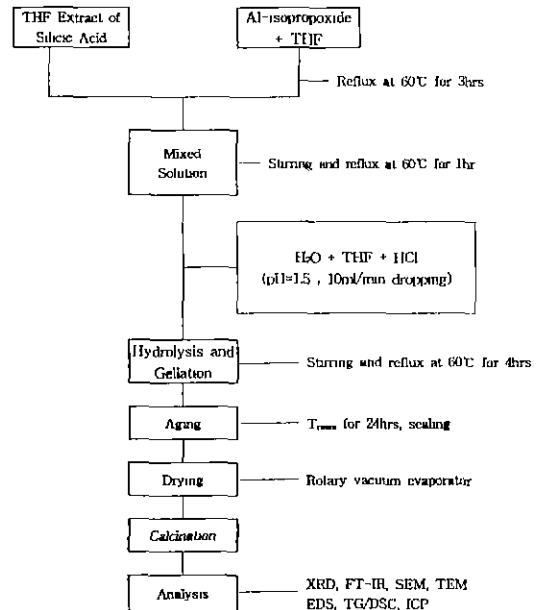 THF Extract of
Silicic Acid
Al-isopropoxide
+ THF
Reflux at 60℃ for 3hrs
Mixed
Solution
Stirring and reflux at 60℃ for 1hr
H₂O + THF + HCl
(pH=1.5 , 10ml/min dropping)
Hydrolysis and
Gellation
Stirring and reflux at 60℃ for 4hrs
Aging
Troom for 24hrs, sealing
Drying
Rotary vacuum evaporator
Calcination
Analysis
XRD, FT-IR, SEM, TEM
EDS, TG/DSC, ICP